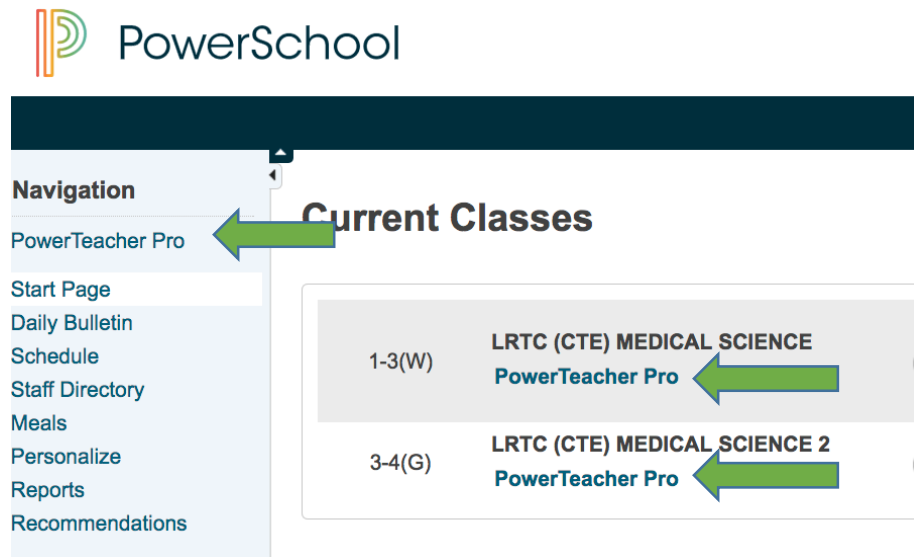 PowerSchool
Navigation
PowerTeacher Pro
Start Page
Daily Bulletin
Schedule
Staff Directory
Meals
Personalize
Reports
Recommendations
Current Classes
1-3(W)
LRTC (CTE) MEDICAL SCIENCE
PowerTeacher Pro
3-4(G)
LRTC (CTE) MEDICAL SCIENCE 2
PowerTeacher Pro